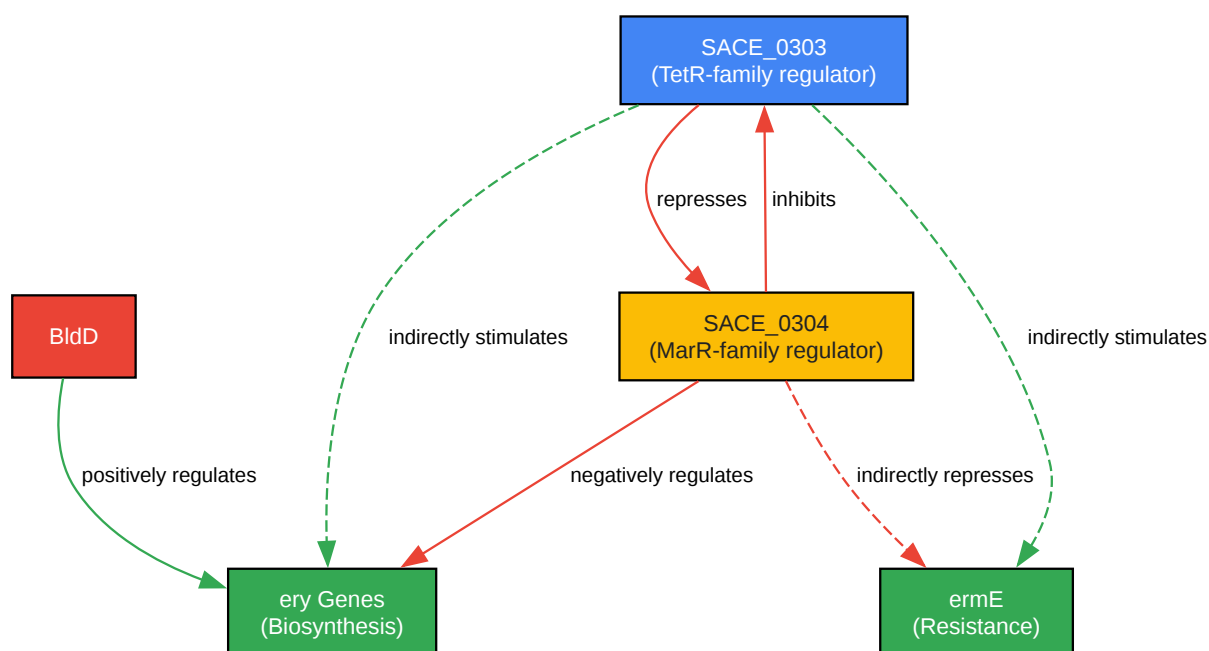 SACE_0303
(TetR-family regulator)
represses
inhibits
BldD
indirectly stimulates
SACE_0304
(MarR-family regulator)
indirectly stimulates
positively regulates
negatively regulates
indirectly represses
ery Genes
(Biosynthesis)
ermE
(Resistance)